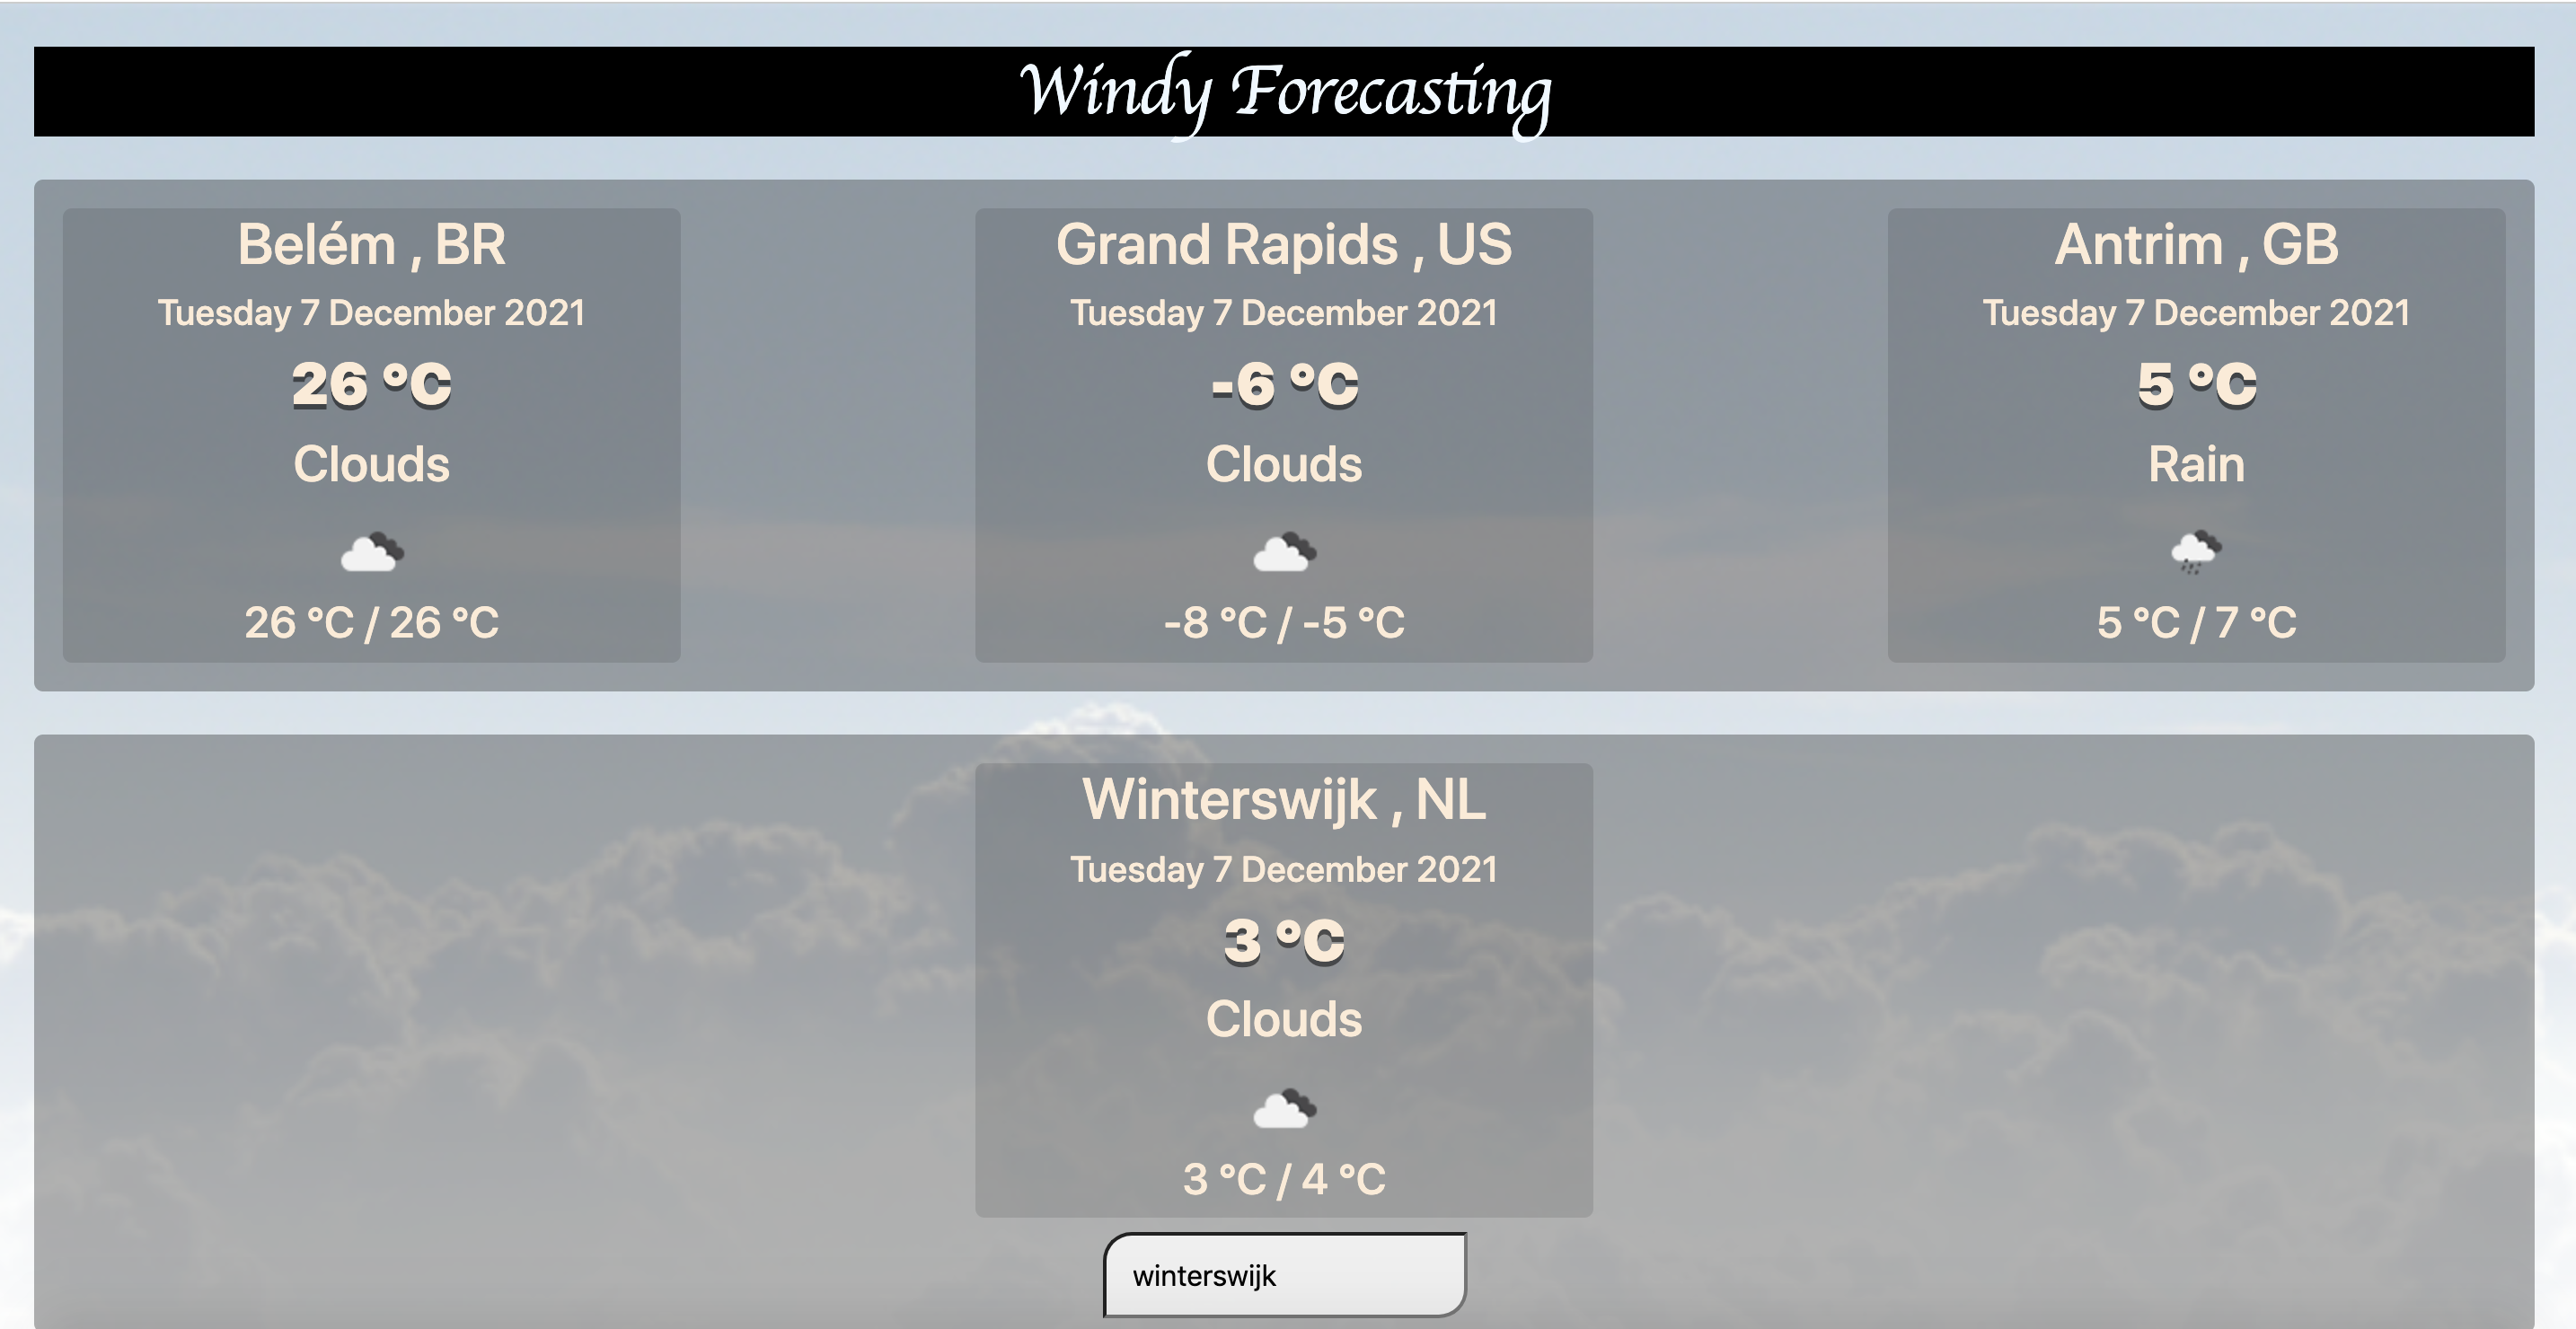 Windy Forecasting
Belém , BR
Tuesday 7 December 2021
26 °C
Clouds
26 °C / 26 °C
Grand Rapids , US
Tuesday 7 December 2021
-6 °C
Clouds
-8 °C / -5 °C
Antrim , GB
Tuesday 7 December 2021
5 °C
Rain
5 °C / 7 °C
Winterswijk , NL
Tuesday 7 December 2021
3 °C
Clouds
3 °C / 4 °C
winterswijk